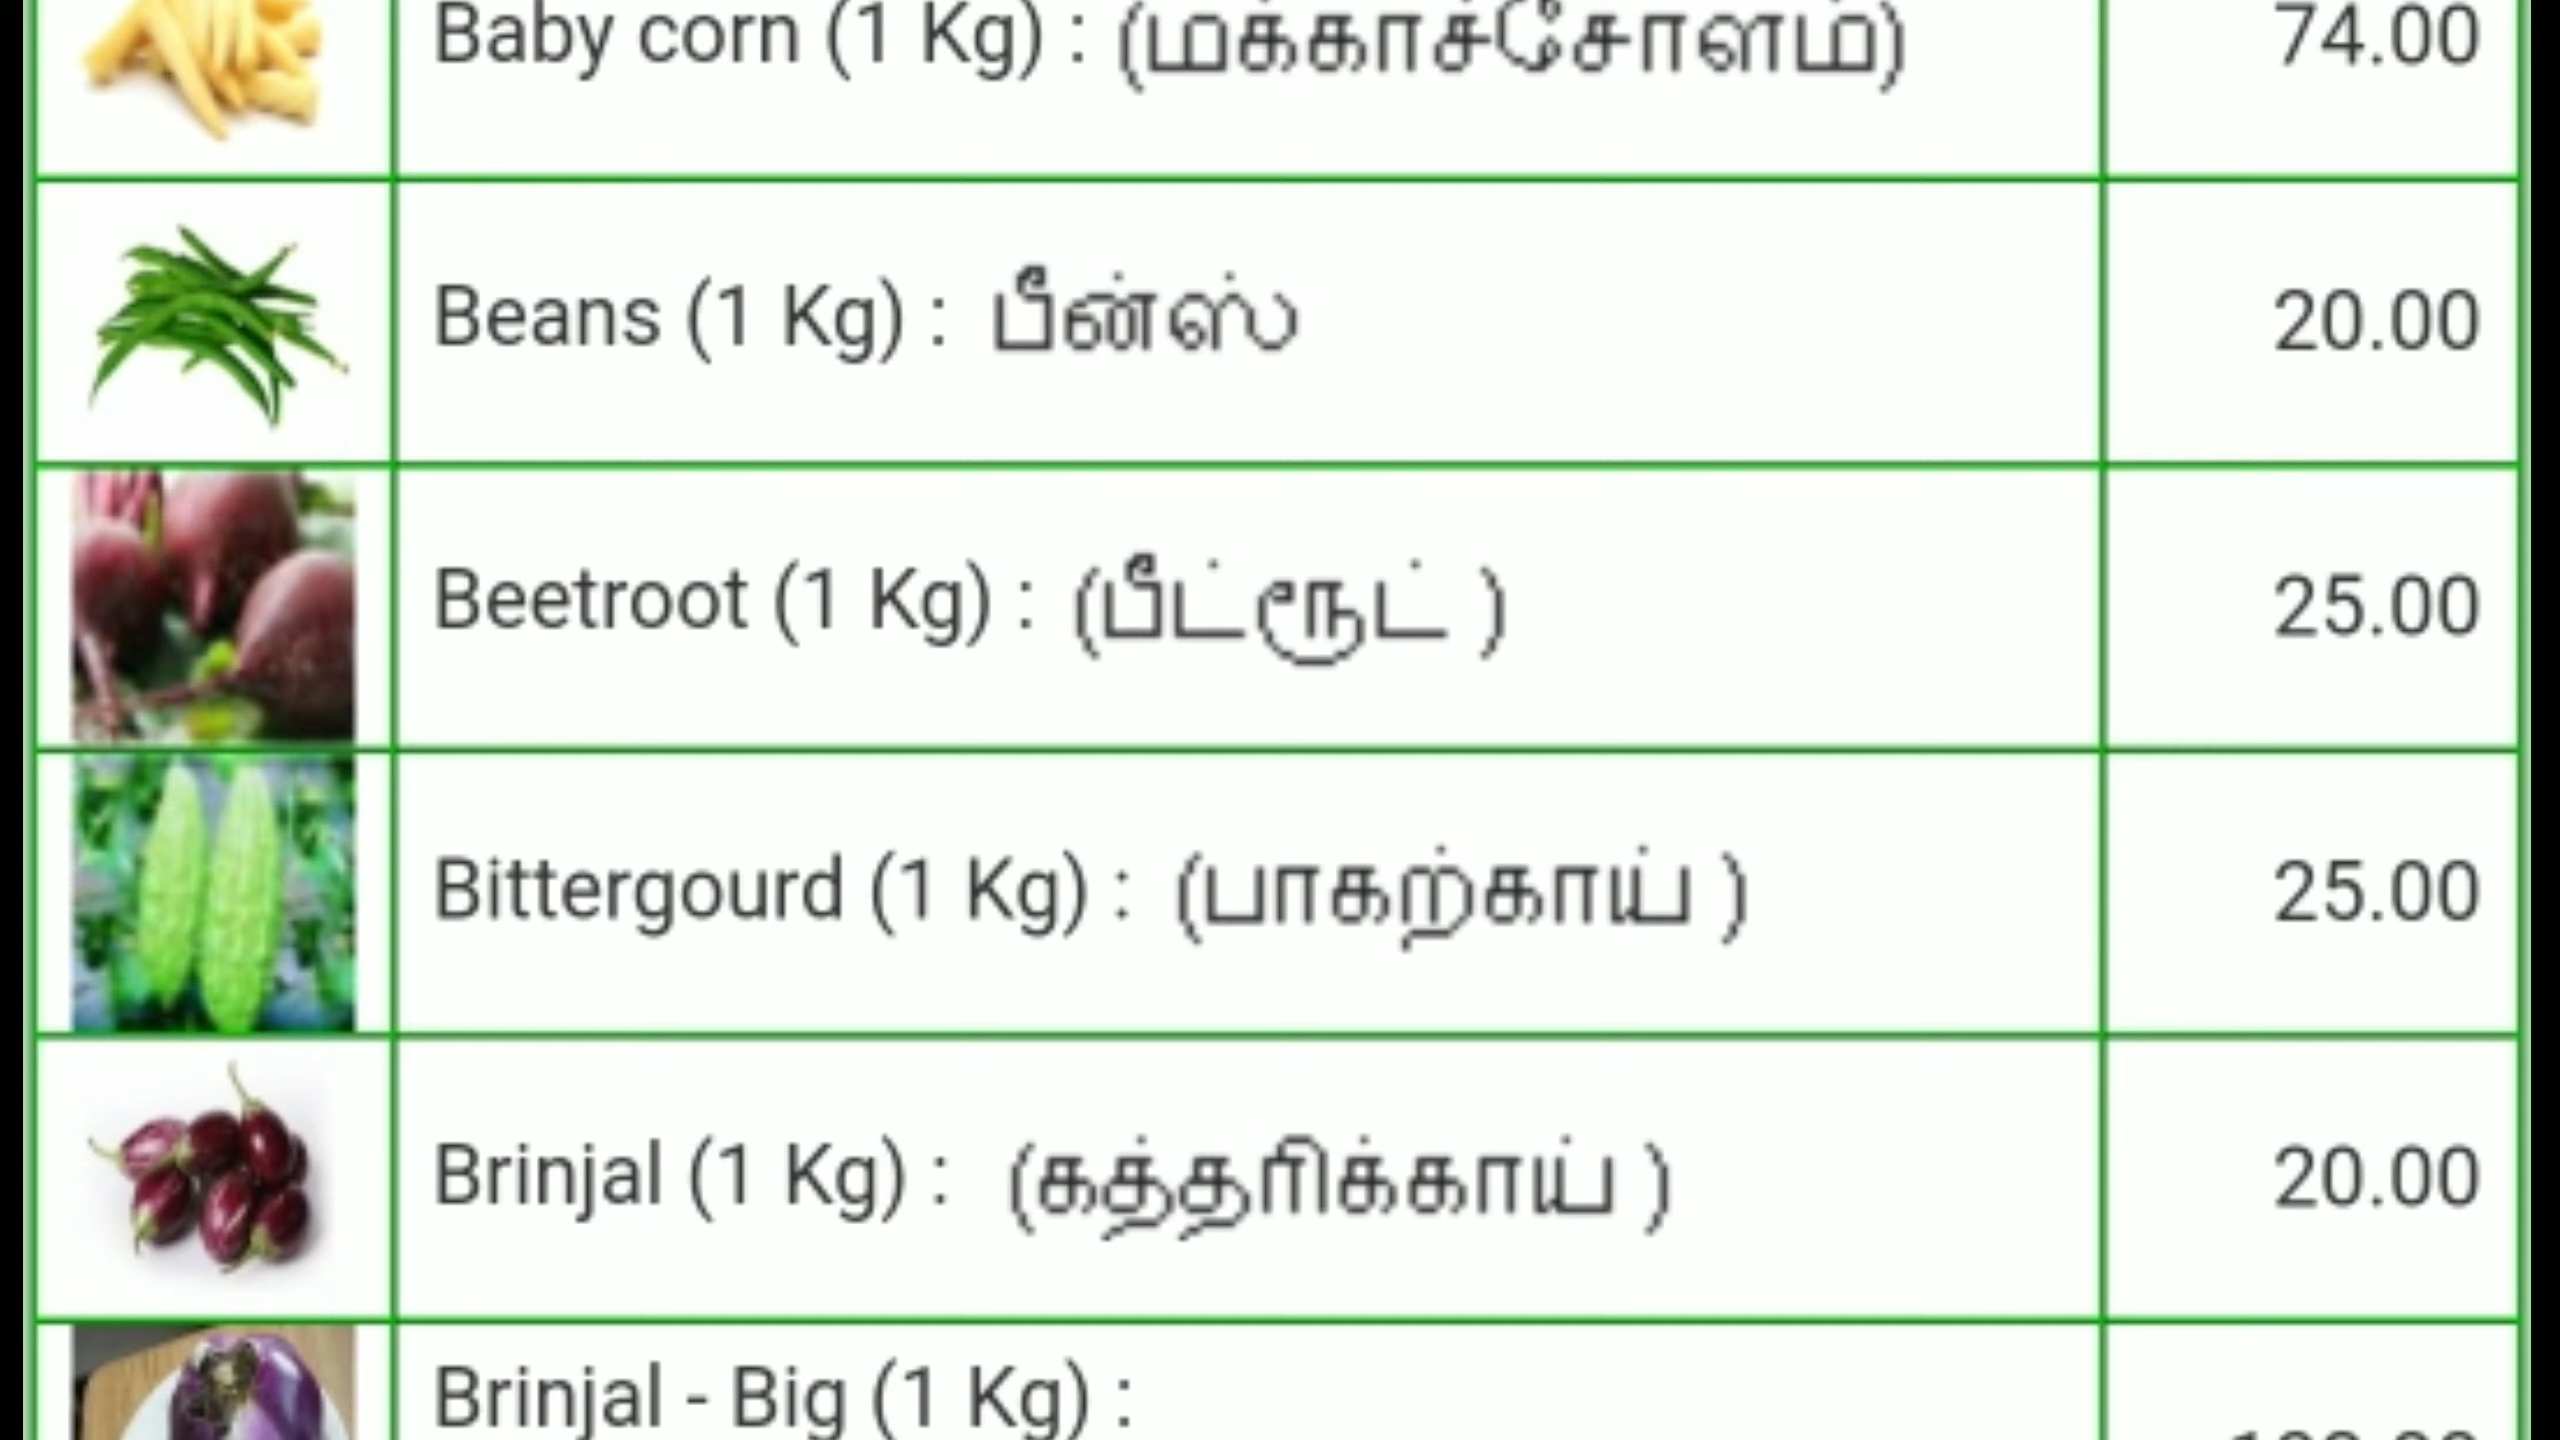 Baby corn (1 Kg) : (மக்காச்சோளம்) 74.00
Beans (1 Kg) : பீன்ஸ் 20.00
Beetroot (1 Kg) : (பீட்ரூட் ) 25.00
Bittergourd (1 Kg) : (பாகற்காய் ) 25.00
Brinjal (1 Kg) : (கத்தரிக்காய் ) 20.00
Brinjal - Big (1 Kg) :